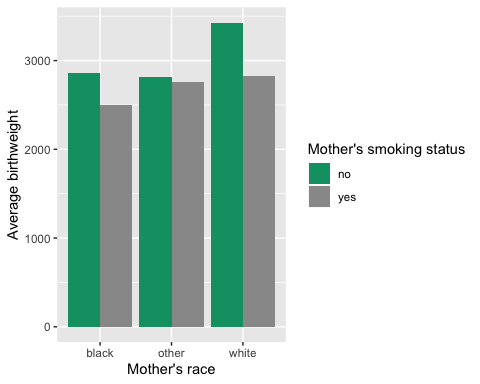 3000
2000
1000
0
Average birthweight
black other white
Mother's race
Mother's smoking status
no
yes